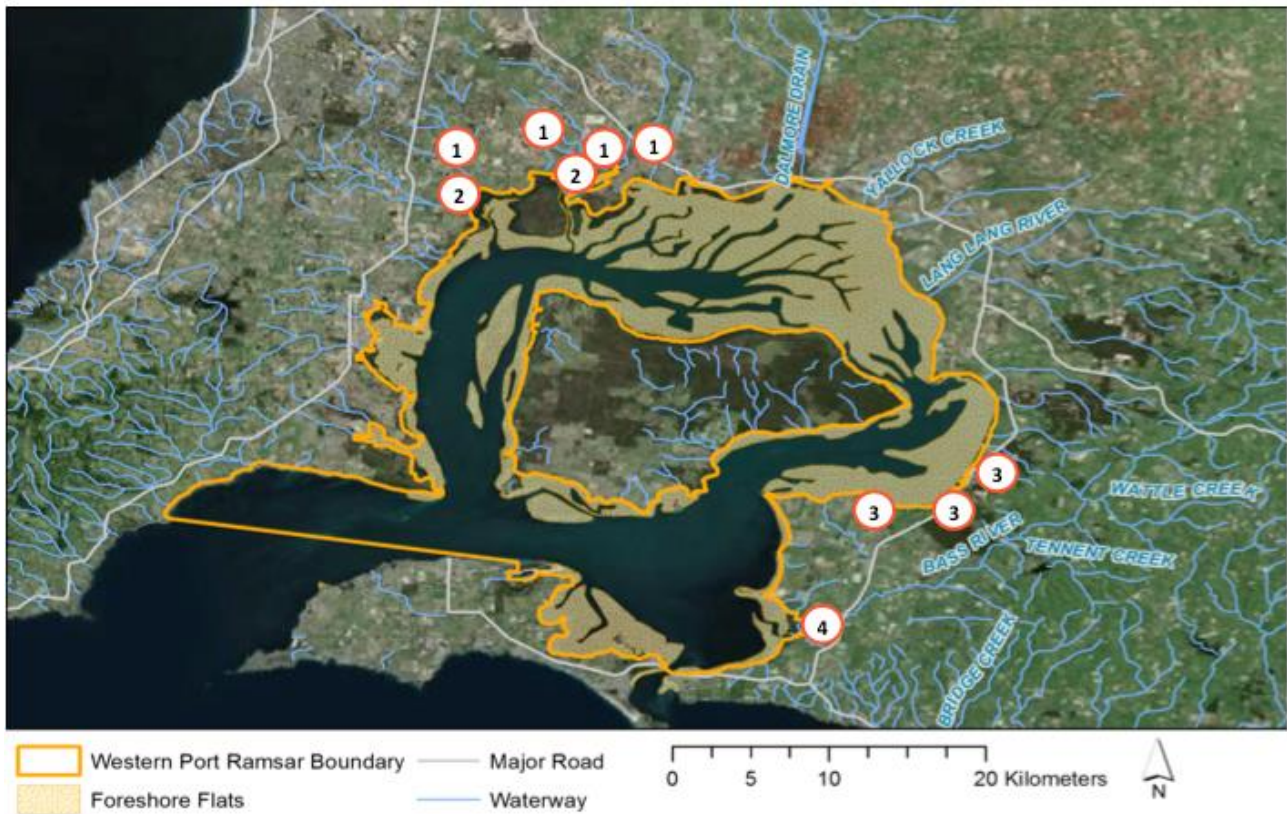 1
1
1
1
2
2
DALMORE DRAIN
YALLOCK CREEK
LANG LANG RIVER
3
3
3
WATTLE CREEK
BASS RIVER
TENNENT CREEK
4
BRIDGE CREEK
Western Port Ramsar Boundary
Major Road
0 5 10 20 Kilometers
Foreshore Flats
Waterway
N